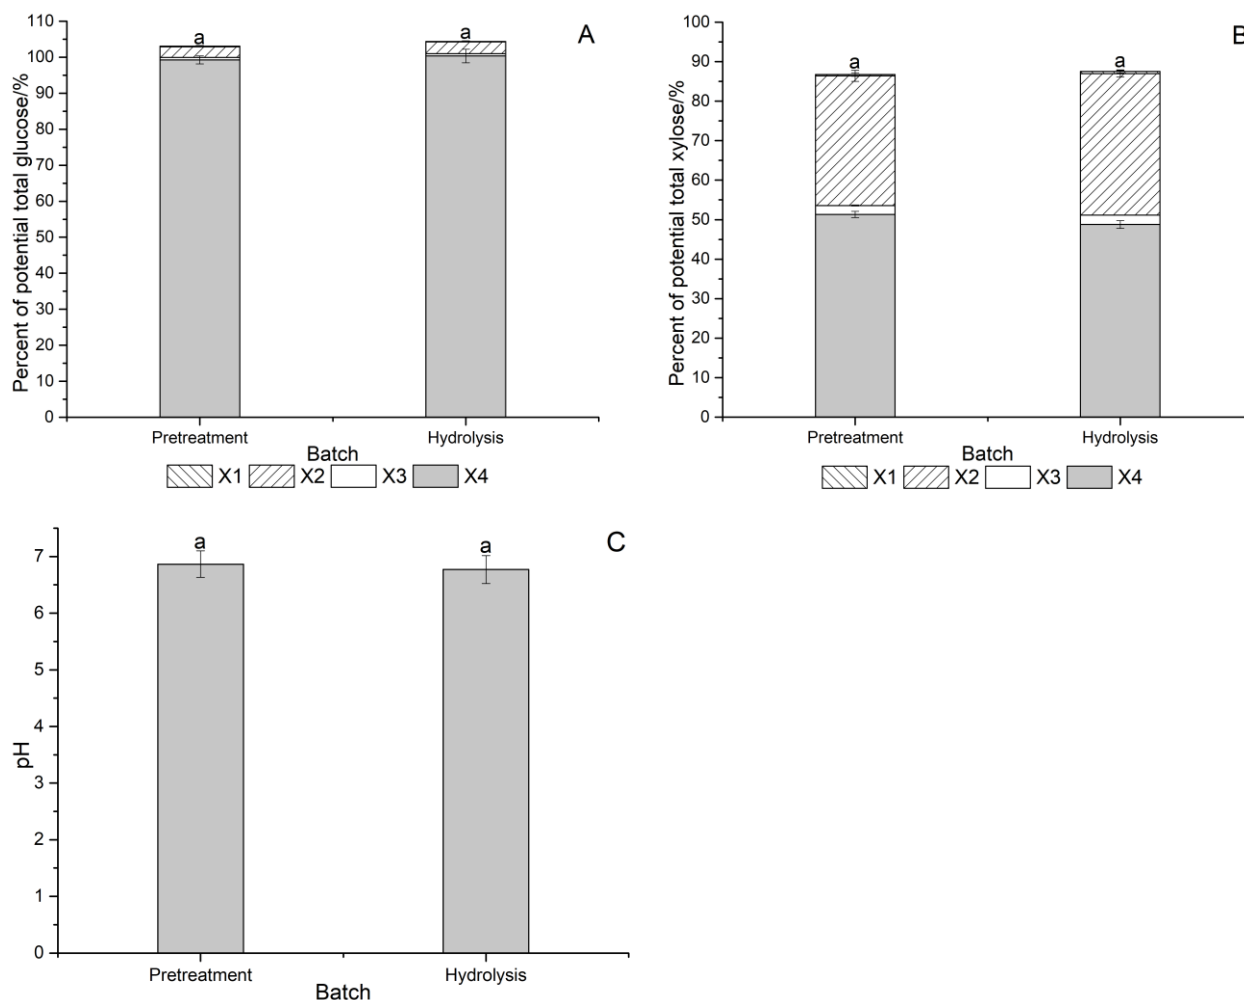 A
Percent of potential total glucose/%
110
100
90
80
70
60
50
40
30
20
10
0
a
a
Pretreatment
Hydrolysis
Batch
X1 X2 X3 X4
B
Percent of potential total xylose/%
100
90
80
70
60
50
40
30
20
10
0
a
a
Pretreatment
Hydrolysis
Batch
X1 X2 X3 X4
C
pH
7
6
5
4
3
2
1
0
a
a
Pretreatment
Hydrolysis
Batch